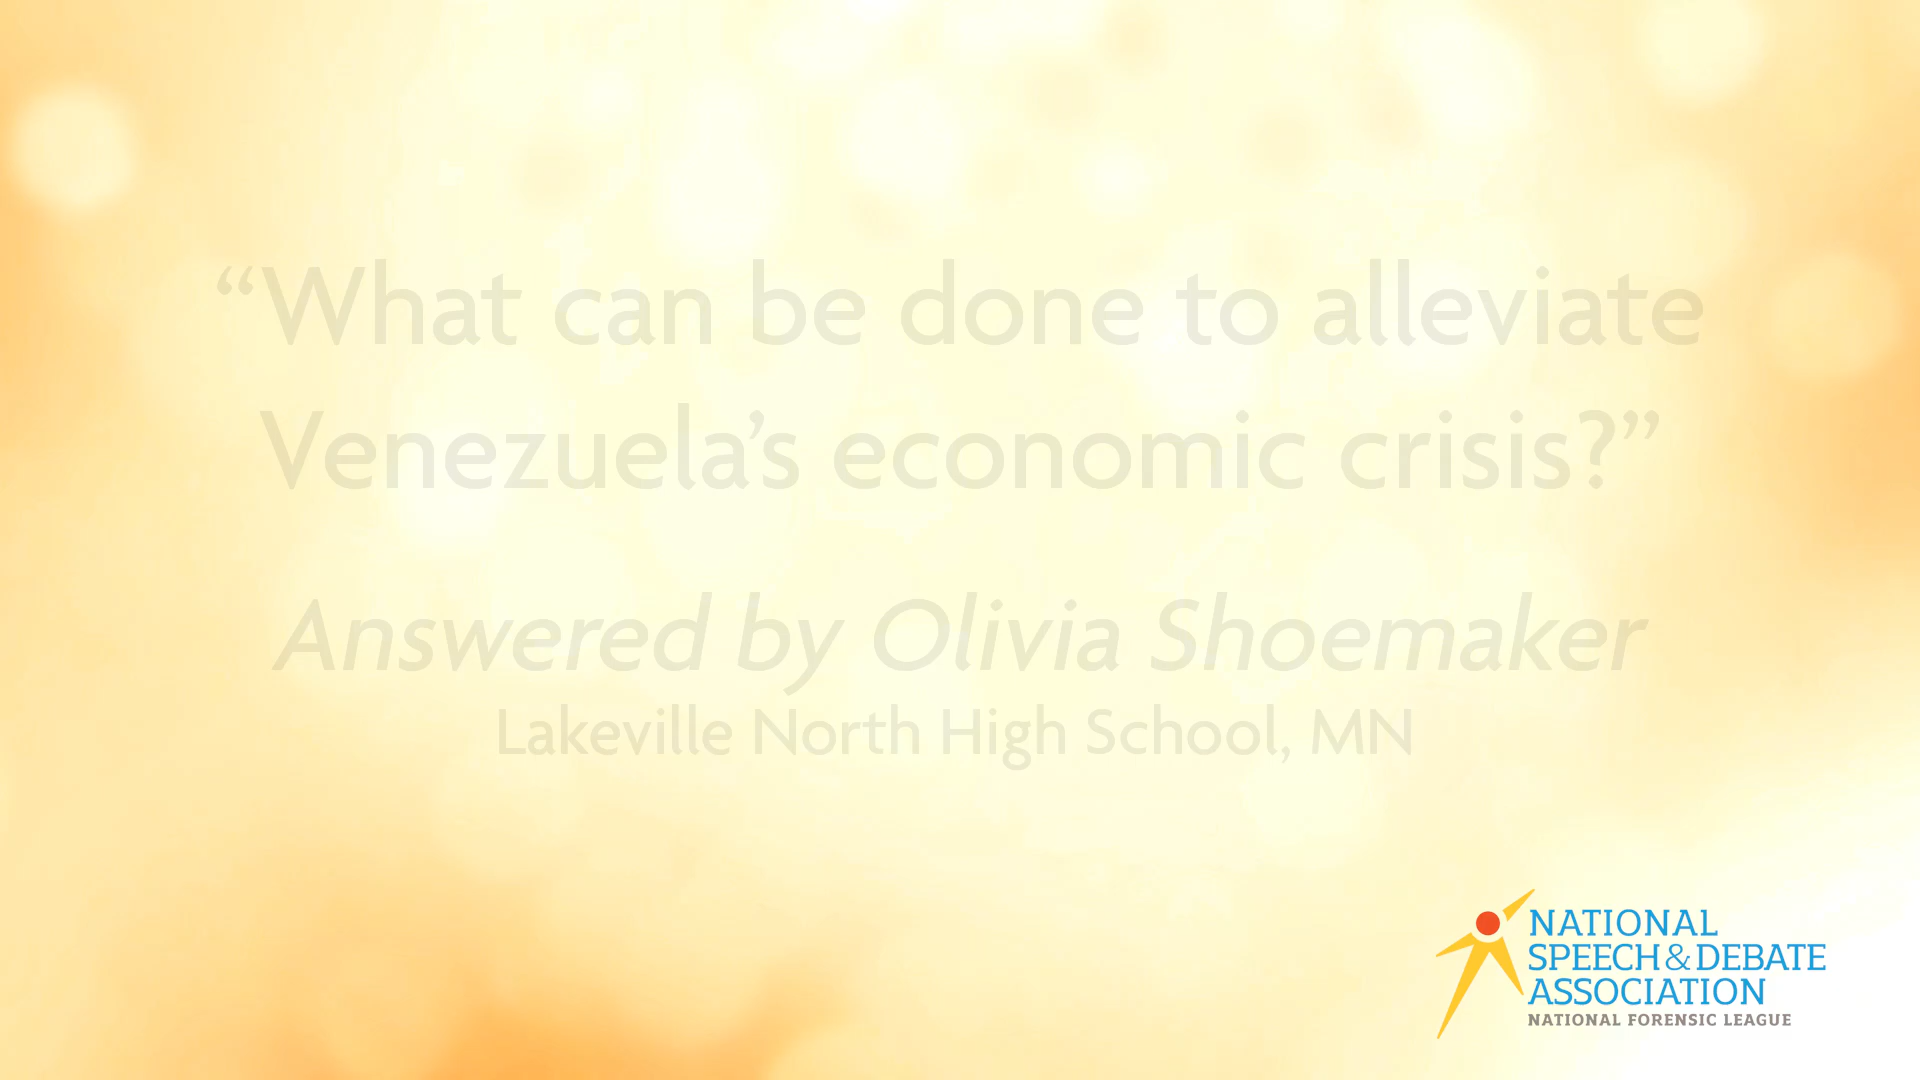 “What can be done to alleviate
Venezuela’s economic crisis?”
Answered by Olivia Shoemaker
Lakeville North High School, MN
NATIONAL
SPEECH & DEBATE
ASSOCIATION
NATIONAL FORENSIC LEAGUE